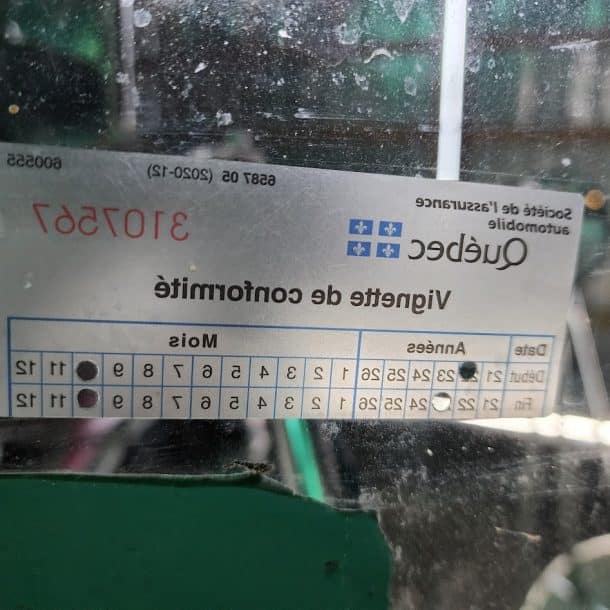 6587 05 (2020-12) 600555
Société de l'assurance
automobile
Québec
3107567
Vignette de conformité
Date Années Mois
Début 21 23 24 25 26 1 2 3 4 5 6 7 8 9 11 12
Fin 21 22 24 25 26 1 2 3 4 5 6 7 8 9 11 12